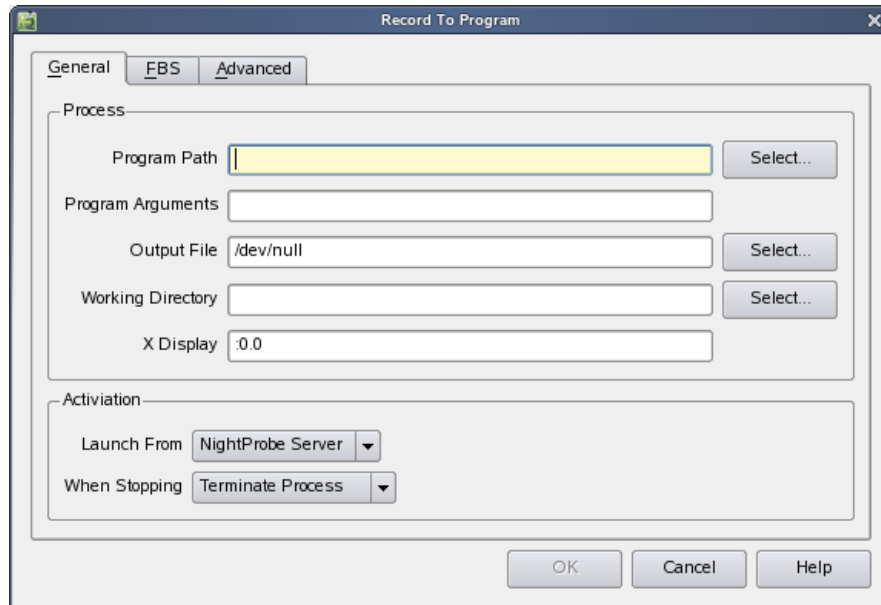 Record To Program
General FBS Advanced
Process
Program Path Select...
Program Arguments
Output File /dev/null Select...
Working Directory Select...
X Display :0.0
Activiation
Launch From NightProbe Server
When Stopping Terminate Process
OK Cancel Help